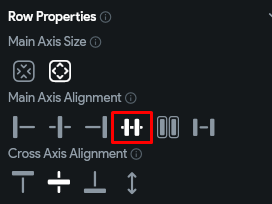 Row Properties
Main Axis Size
Main Axis Alignment
Cross Axis Alignment